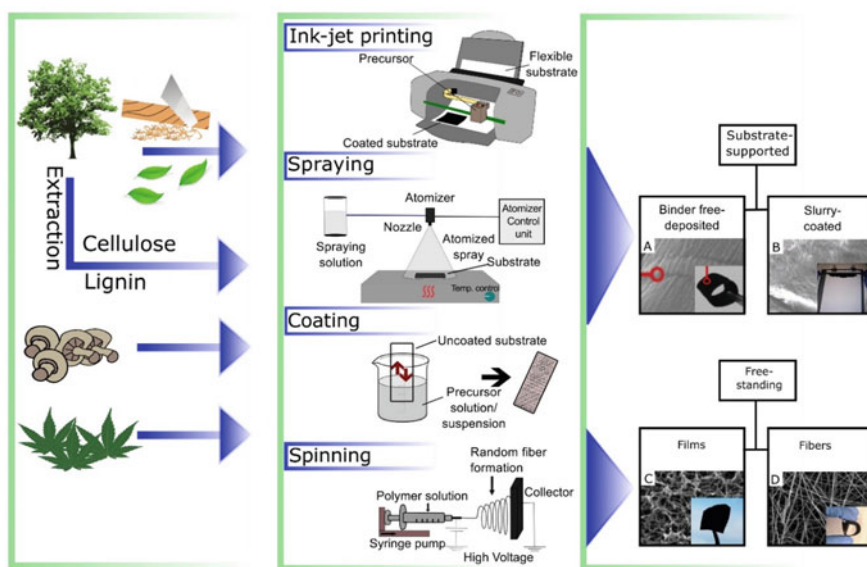 Extraction
Cellulose
Lignin
Ink-jet printing
Precursor
Flexible
substrate
Coated substrate
Spraying
Atomizer
Nozzle
Spraying
solution
Atomized
spray
Atomizer
Control
unit
Substrate
Temp. control
Coating
Uncoated substrate
Precursor
solution/
suspension
Spinning
Random fiber
formation
Polymer solution
Collector
Syringe pump
High Voltage
Substrate-
supported
Binder free-
deposited
A
Slurry-
coated
B
Free-
standing
Films
C
Fibers
D